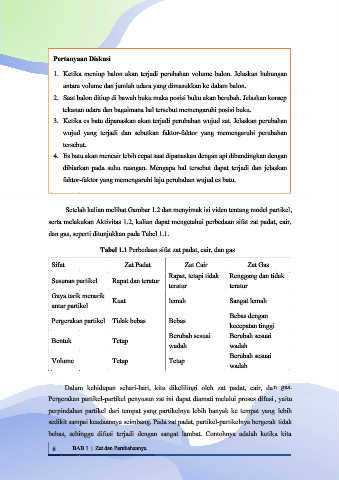 Pertanyaan Diskusi
1. Ketika meniup balon akan terjadi perubahan volume balon. Jelaskan hubungan
antara volume dan jumlah udara yang dimasukkan ke dalam balon.
2. Saat balon ditiup di bawah buku maka posisi buku akan berubah. Jelaskan konsep
tekanan udara dan bagaimana hal tersebut memengaruhi posisi buku.
3. Ketika es batu dipanaskan akan terjadi perubahan wujud zat. Jelaskan perubahan
wujud yang terjadi dan sebutkan faktor-faktor yang memengaruhi perubahan
tersebut.
4. Es batu akan mencair lebih cepat saat dipanaskan dengan api dibandingkan dengan
dibiarkan pada suhu ruangan. Mengapa hal tersebut dapat terjadi dan jelaskan
faktor-faktor yang memengaruhi laju perubahan wujud es batu.
Setelah kalian melihat Gambar 1.2 dan menyimak isi video tentang model partikel,
serta melakukan Aktivitas 1.2, kalian dapat mengetahui perbedaan sifat zat padat, cair,
dan gas, seperti ditunjukkan pada Tabel 1.1.
Tabel 1.1 Perbedaan sifat zat padat, cair, dan gas
Sifat Zat Padat Zat Cair Zat Gas
Susunan partikel Rapat dan teratur Rapat, tetapi tidak teratur Renggang dan tidak teratur
Gaya tarik menarik antar partikel Kuat lemah Sangat lemah
Pergerakan partikel Tidak bebas Bebas Bebas dengan kecepatan tinggi
Bentuk Tetap Berubah sesuai wadah Berubah sesuai wadah
Volume Tetap Tetap Berubah sesuai wadah
Dalam kehidupan sehari-hari, kita dikelilingi oleh zat padat, cair, dan gas.
Pergerakan partikel-partikel penyusun zat ini dapat diamati melalui proses difusi, yaitu
perpindahan partikel dari tempat yang partikelnya lebih banyak ke tempat yang lebih
sedikit sampai keadaannya seimbang. Pada zat padat, partikel-partikelnya bergerak tidak
bebas, sehingga difusi terjadi dengan sangat lambat. Contohnya adalah ketika kita
BAB 1 | Zat dan Perubahannya